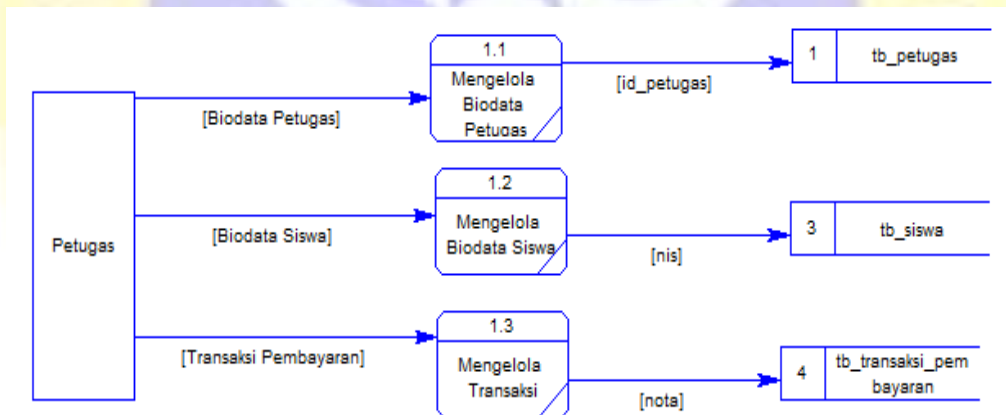 1.1
Mengelola
Biodata
Petugas
[Biodata Petugas]
[id_petugas]
1
tb_petugas
Petugas
1.2
Mengelola
Biodata Siswa
[Biodata Siswa]
[nis]
3
tb_siswa
1.3
Mengelola
Transaksi
[Transaksi Pembayaran]
[nota]
4
tb_transaksi_pem
bayaran